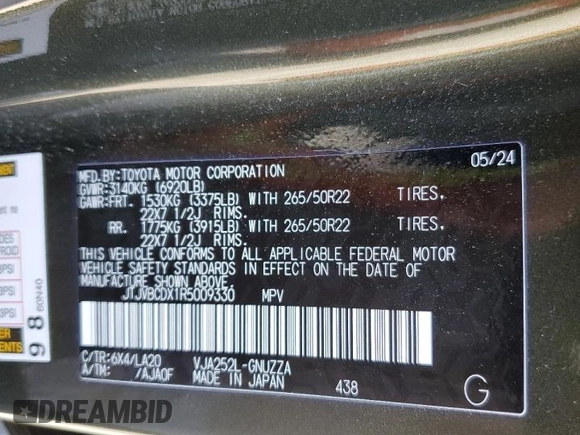 MFD.BY:TOYOTA MOTOR CORPORATION 05/24
GVWR:3140KG (6920LB)
GAWR:FRT. 1530KG (3375LB) WITH 265/50R22 TIRES.
22X7 1/2J RIMS.
RR. 1775KG (3915LB) WITH 265/50R22 TIRES.
22X7 1/2J RIMS.
THIS VEHICLE CONFORMS TO ALL APPLICABLE FEDERAL MOTOR
VEHICLE SAFETY STANDARDS IN EFFECT ON THE DATE OF
MANUFACTURE SHOWN ABOVE.
JTJVBCDX1R5009330 MPV
C/TR:6X4/LA20 VJA252L-GNUZZA
A/TM: /AJA0F MADE IN JAPAN 438 G
98 60N40
DREAMBID